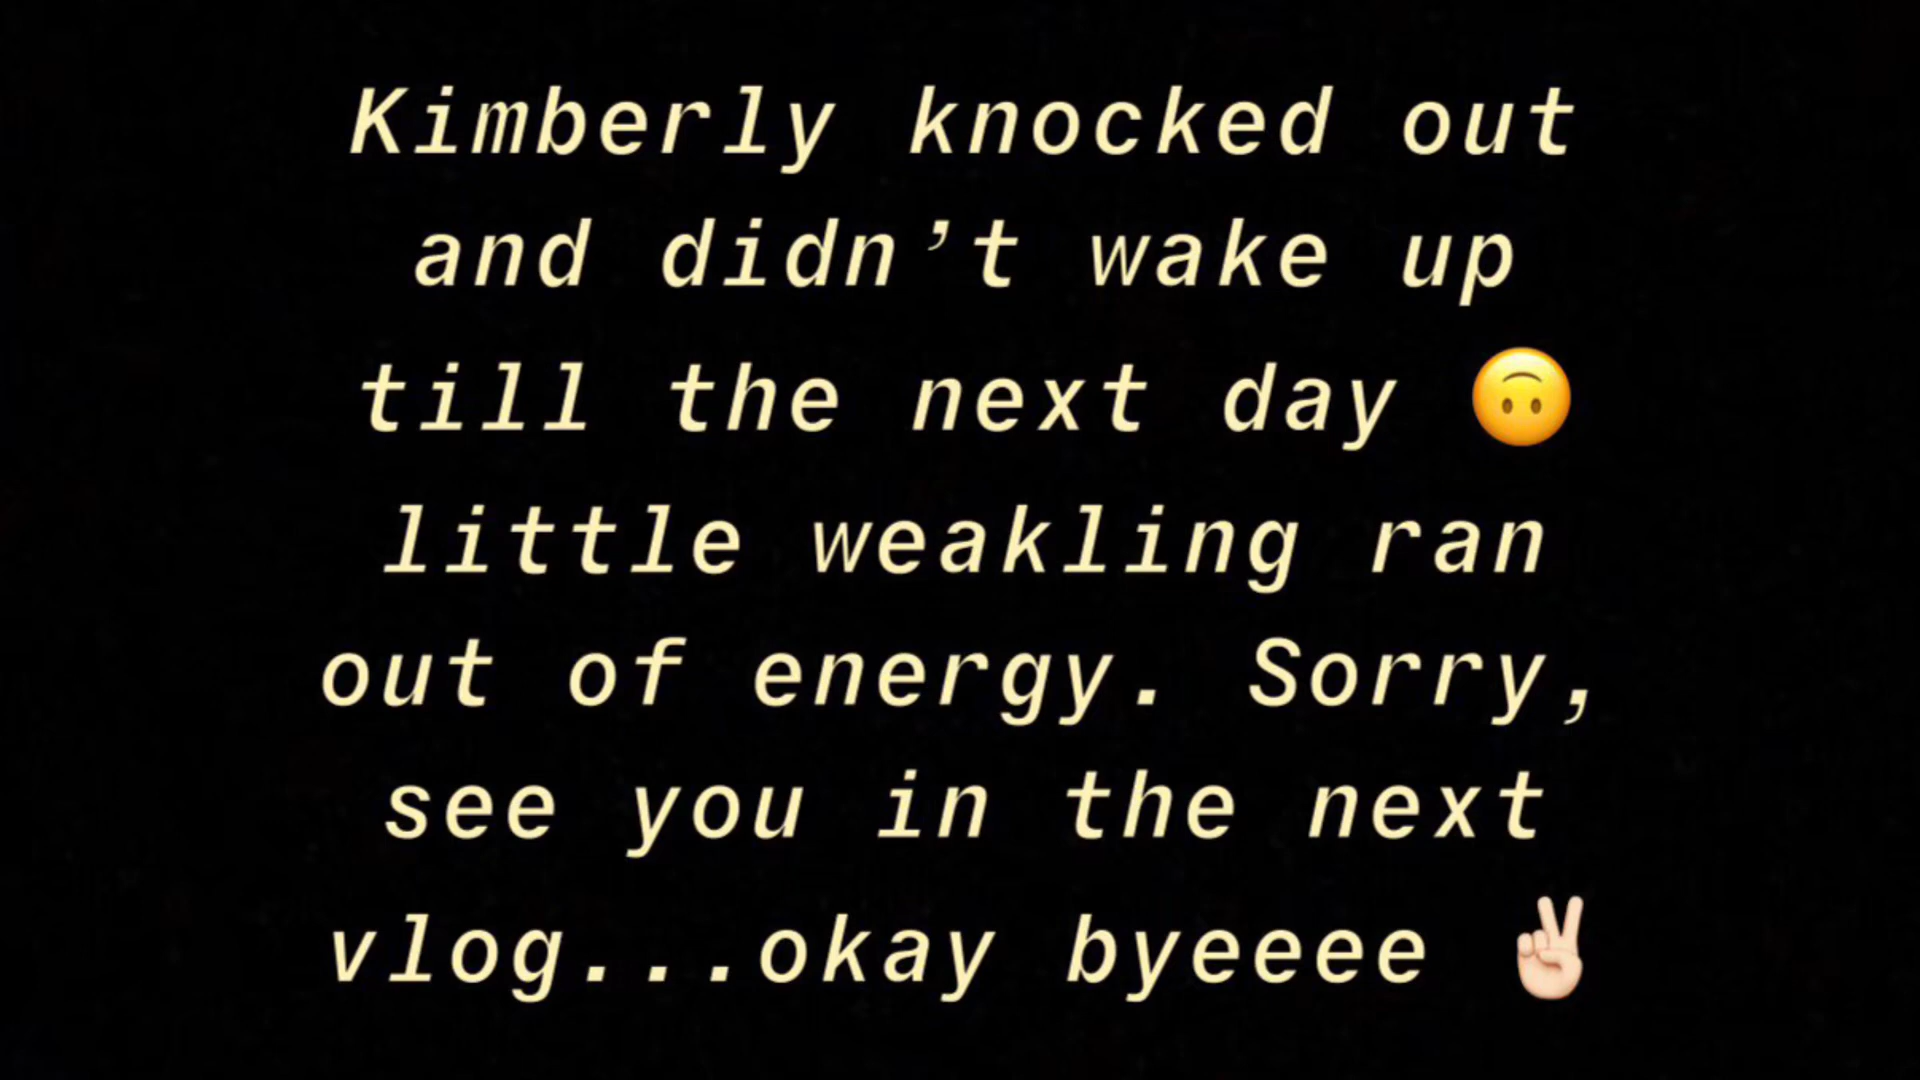 Kimberly knocked out
and didn’t wake up
till the next day 🙃
little weakling ran
out of energy. Sorry,
see you in the next
vlog...okay byeeee ✌🏻